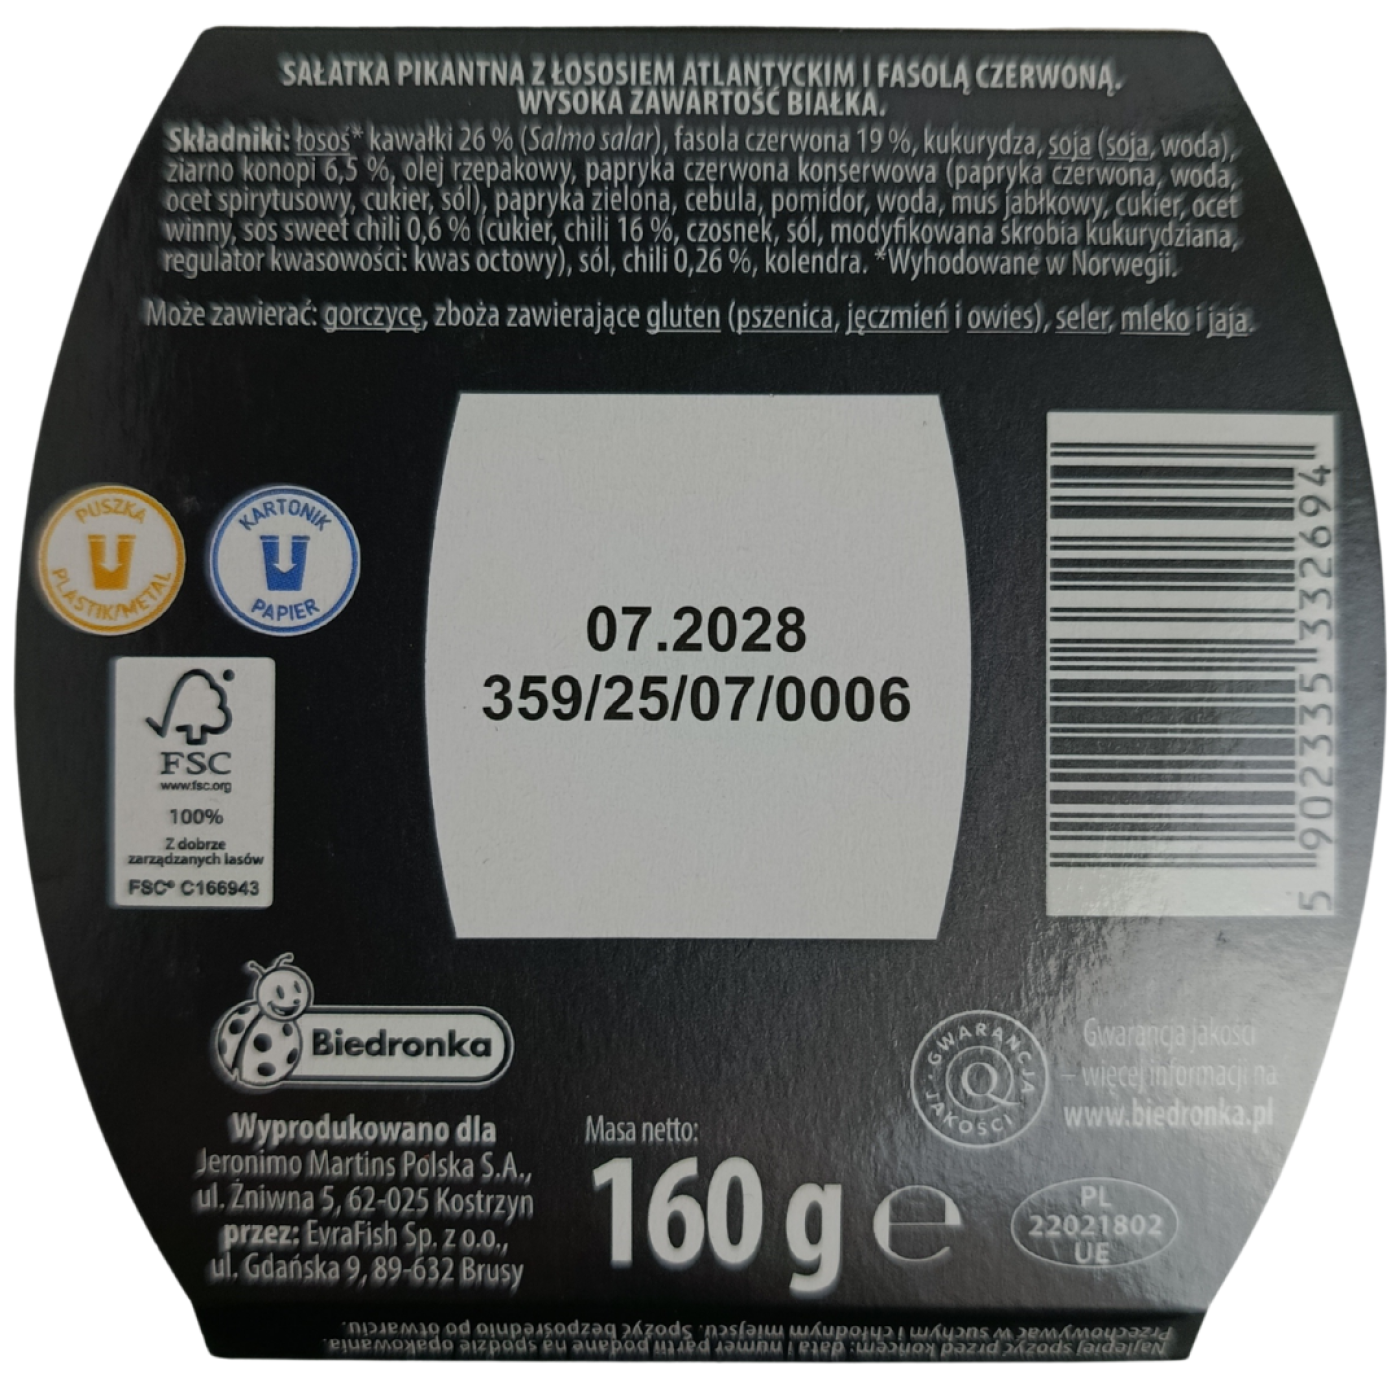 SAŁATKA PIKANTNA Z ŁOSOSIEM ATLANTYCKIM I FASOLĄ CZERWONĄ.
WYSOKA ZAWARTOŚĆ BIAŁKA.
Składniki: łosoś* kawałki 26 % (Salmo salar), fasola czerwona 19 %, kukurydza, soja (soja, woda),
ziarno konopi 6,5 %, olej rzepakowy, papryka czerwona konserwowa (papryka czerwona, woda,
ocet spirytusowy, cukier, sól), papryka zielona, cebula, pomidor, woda, mus jabłkowy, cukier, ocet
winny, sos sweet chili 0,6 % (cukier, chili 16 %, czosnek, sól, modyfikowana skrobia kukurydziana,
regulator kwasowości: kwas octowy), sól, chili 0,26 %, kolendra. *Wyhodowane w Norwegii.
Może zawierać: gorczycę, zboża zawierające gluten (pszenica, jęczmień i owies), seler, mleko i jaja.
PUSZKA
PLASTIK/METAL
KARTONIK
PAPIER
FSC
www.fsc.org
100%
Z dobrze
zarządzanych lasów
FSC® C166943
07.2028
359/25/07/0006
5 902335 332694
Biedronka
Wyprodukowano dla
Jeronimo Martins Polska S.A.,
ul. Żniwna 5, 62-025 Kostrzyn
przez: EvraFish Sp. z o.o.,
ul. Gdańska 9, 89-632 Brusy
Masa netto:
160 g e
GWARANCJA JAKOŚCI
Q
Gwarancja jakości
– więcej informacji na
www.biedronka.pl
PL
22021802
UE
Najlepiej spożyć przed końcem: data i numer partii podane na spodzie opakowania.
Przechowywać w suchym i chłodnym miejscu. Spożyć bezpośrednio po otwarciu.